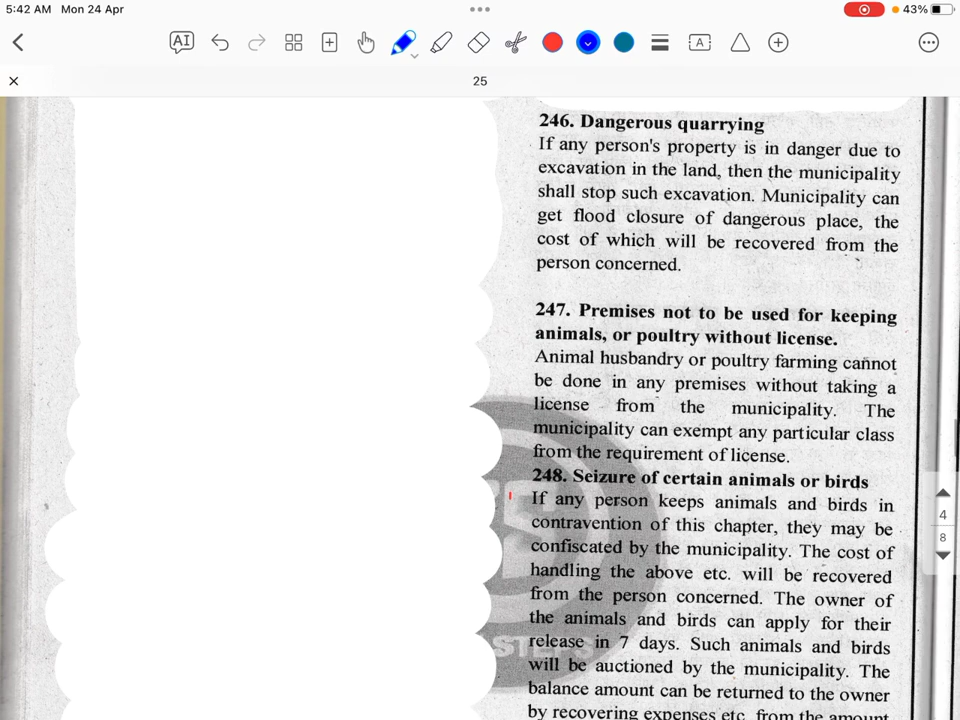 5:42 AM Mon 24 Apr
43%
AI
A
25
246. Dangerous quarrying
If any person's property is in danger due to
excavation in the land, then the municipality
shall stop such excavation. Municipality can
get flood closure of dangerous place, the
cost of which will be recovered from the
person concerned.
247. Premises not to be used for keeping
animals, or poultry without license.
Animal husbandry or poultry farming cannot
be done in any premises without taking a
license from the municipality. The
municipality can exempt any particular class
from the requirement of license.
248. Seizure of certain animals or birds
If any person keeps animals and birds in
contravention of this chapter, they may be
confiscated by the municipality. The cost of
handling the above etc. will be recovered
from the person concerned. The owner of
the animals and birds can apply for their
release in 7 days. Such animals and birds
will be auctioned by the municipality. The
balance amount can be returned to the owner
by recovering expenses etc. from the amount
4
8